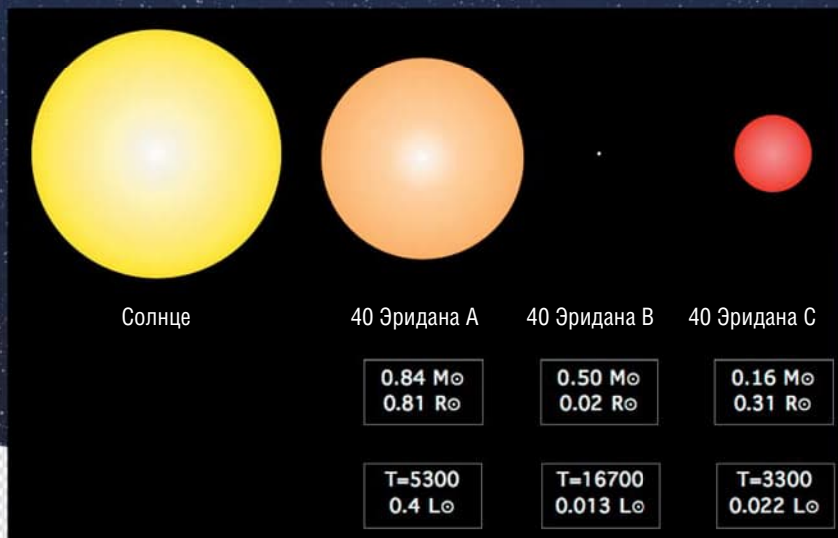 Солнце
40 Эридана A
40 Эридана B
40 Эридана C
0.84 M⊙
0.81 R⊙
0.50 M⊙
0.02 R⊙
0.16 M⊙
0.31 R⊙
T=5300
0.4 L⊙
T=16700
0.013 L⊙
T=3300
0.022 L⊙